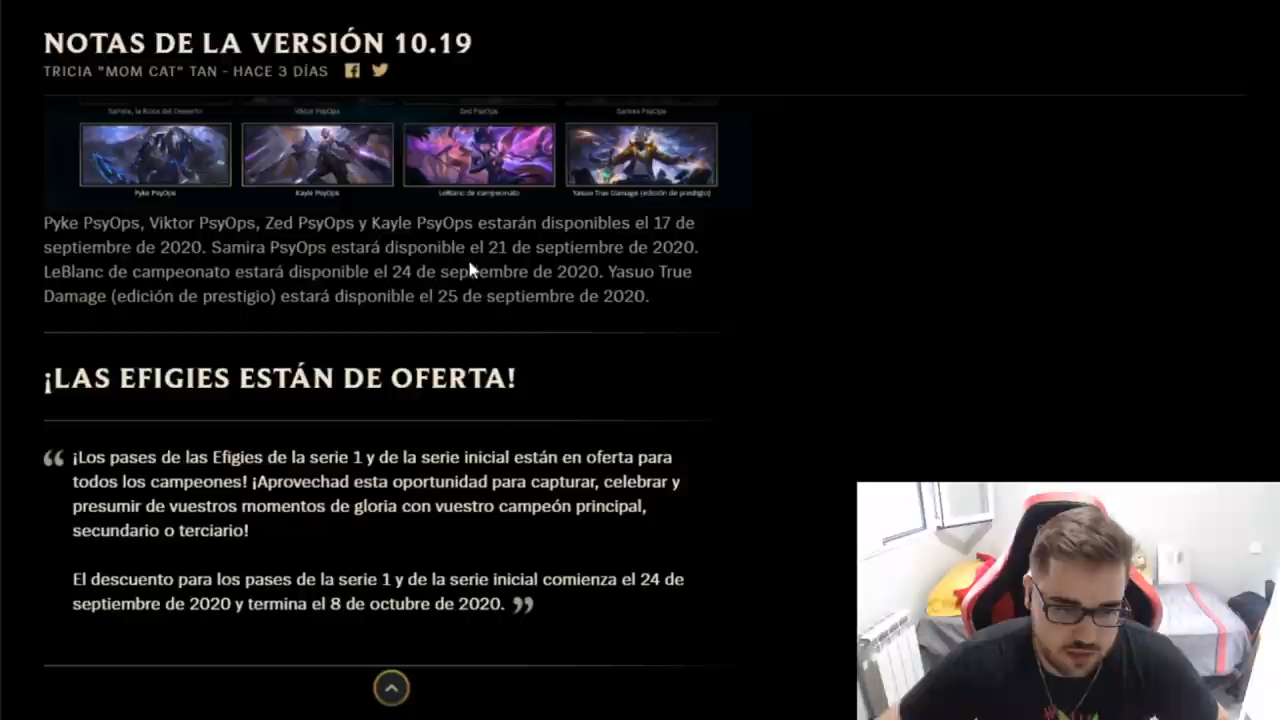 NOTAS DE LA VERSIÓN 10.19
TRICIA "MOM CAT" TAN - HACE 3 DÍAS
Samira, la Rosa del Desierto Viktor PsyOps Zed PsyOps Samira PsyOps
Pyke PsyOps Kayle PsyOps LeBlanc de campeonato Yasuo True Damage (edición de prestigio)
Pyke PsyOps, Viktor PsyOps, Zed PsyOps y Kayle PsyOps estarán disponibles el 17 de
septiembre de 2020. Samira PsyOps estará disponible el 21 de septiembre de 2020.
LeBlanc de campeonato estará disponible el 24 de septiembre de 2020. Yasuo True
Damage (edición de prestigio) estará disponible el 25 de septiembre de 2020.
¡LAS EFIGIES ESTÁN DE OFERTA!
“ ¡Los pases de las Efigies de la serie 1 y de la serie inicial están en oferta para
todos los campeones! ¡Aprovechad esta oportunidad para capturar, celebrar y
presumir de vuestros momentos de gloria con vuestro campeón principal,
secundario o terciario!
El descuento para los pases de la serie 1 y de la serie inicial comienza el 24 de
septiembre de 2020 y termina el 8 de octubre de 2020. ”